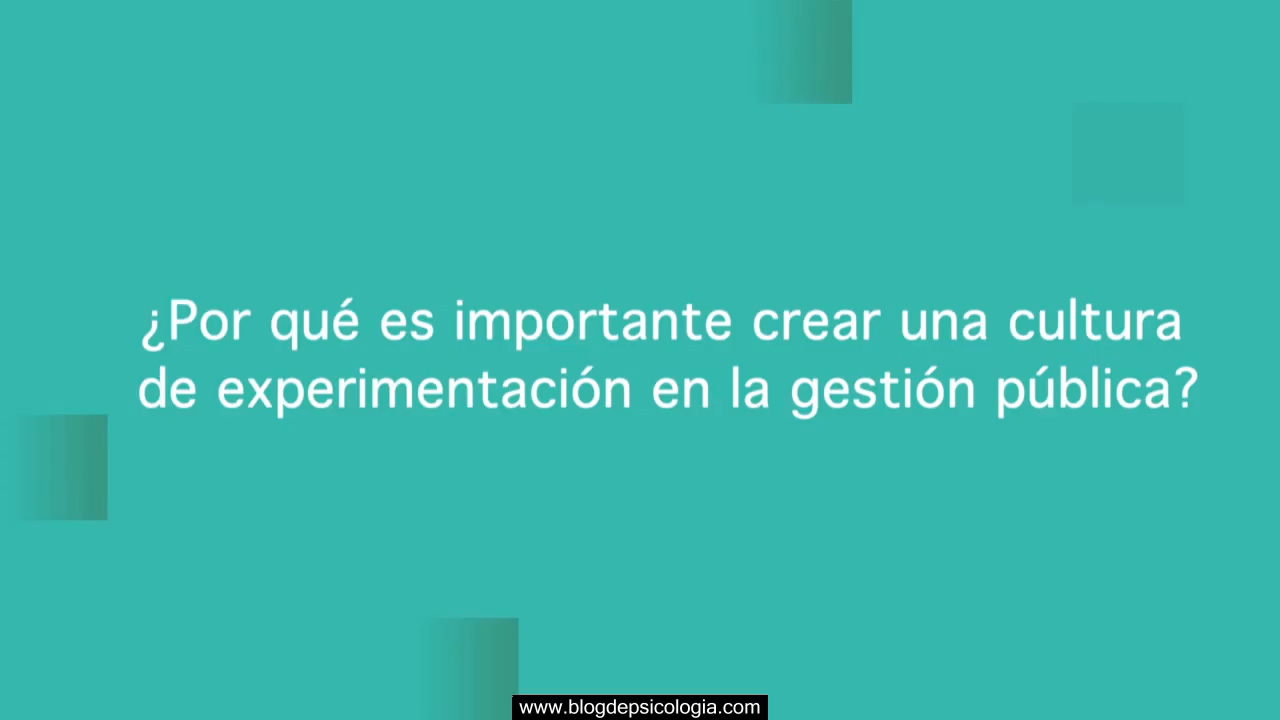 ¿Por qué es importante crear una cultura
de experimentación en la gestión pública?
www.blogdepsicologia.com